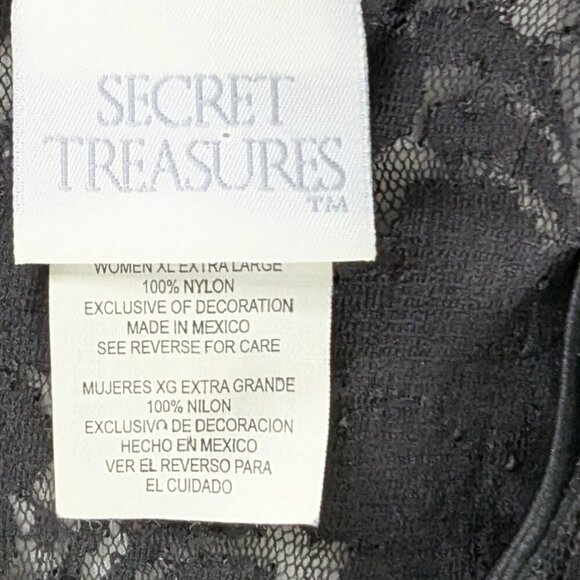 SECRET
TREASURES
TM
WOMEN XL EXTRA LARGE
100% NYLON
EXCLUSIVE OF DECORATION
MADE IN MEXICO
SEE REVERSE FOR CARE
MUJERES XG EXTRA GRANDE
100% NILON
EXCLUSIVO DE DECORACION
HECHO EN MEXICO
VER EL REVERSO PARA
EL CUIDADO